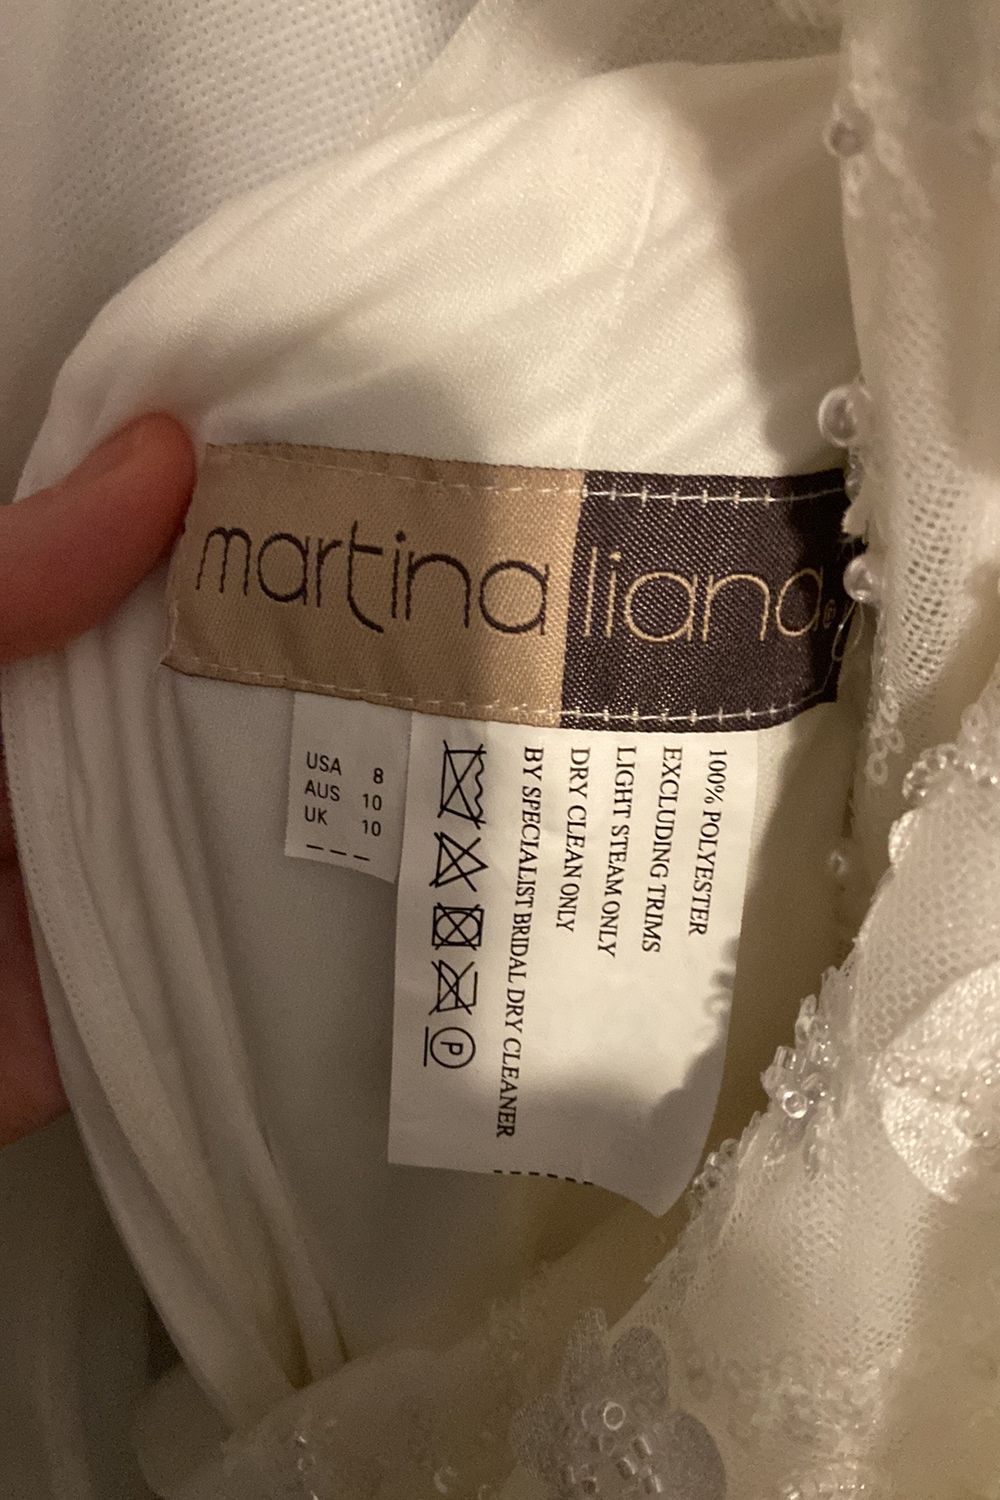 martina liana®
USA 8
AUS 10
UK 10
100% POLYESTER
EXCLUDING TRIMS
LIGHT STEAM ONLY
DRY CLEAN ONLY
BY SPECIALIST BRIDAL DRY CLEANER
P